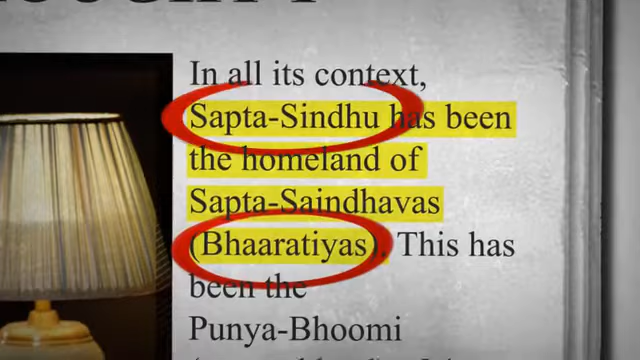 In all its context,
Sapta-Sindhu has been
the homeland of
Sapta-Saindhavas
(Bhaaratiyas). This has
been the
Punya-Bhoomi